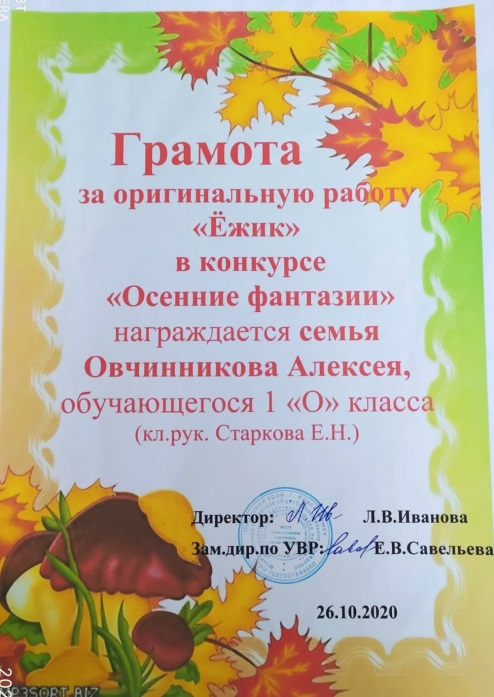 Грамота
за оригинальную работу
«Ёжик»
в конкурсе
«Осенние фантазии»
награждается семья
Овчинникова Алексея,
обучающегося 1 «О» класса
(кл.рук. Старкова Е.Н.)
Директор: Л.В.Иванова
Зам.дир.по УВР: Е.В.Савельева
26.10.2020